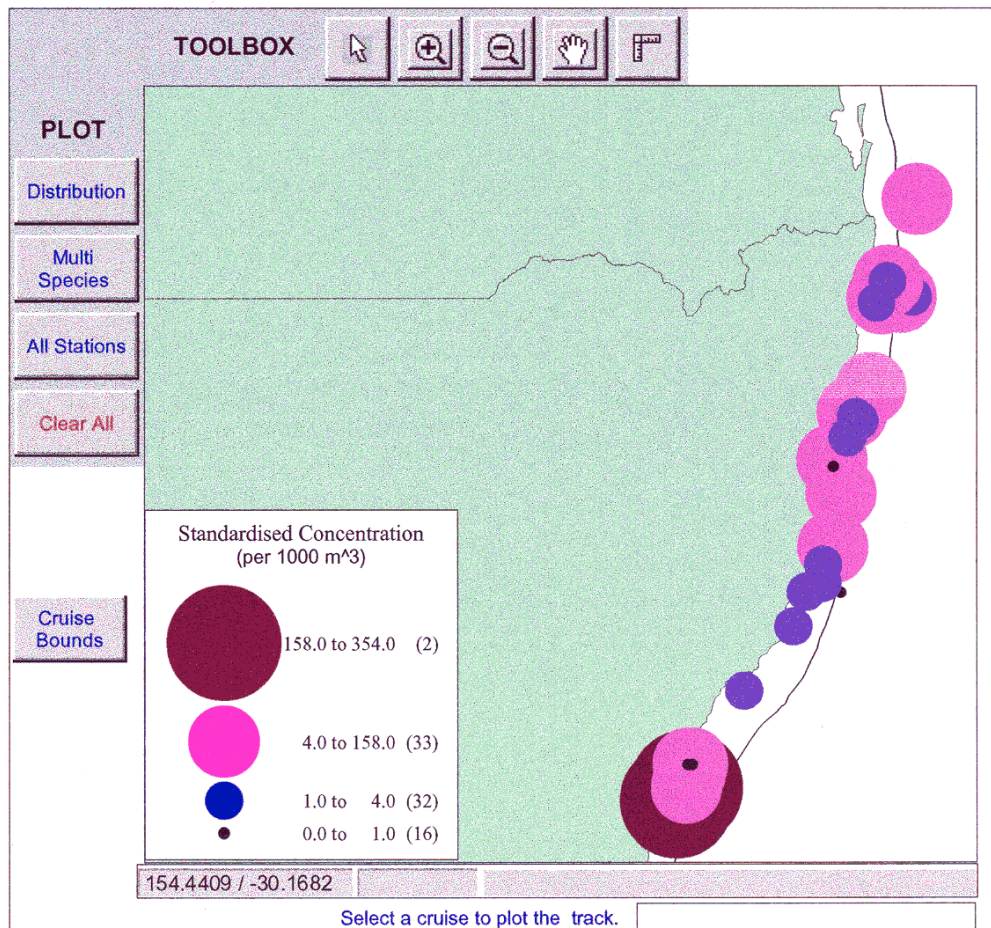 TOOLBOX
PLOT
Distribution
Multi
Species
All Stations
Clear All
Cruise
Bounds
Standardised Concentration
(per 1000 m^3)
158.0 to 354.0 (2)
4.0 to 158.0 (33)
1.0 to 4.0 (32)
0.0 to 1.0 (16)
154.4409 / -30.1682
Select a cruise to plot the track.